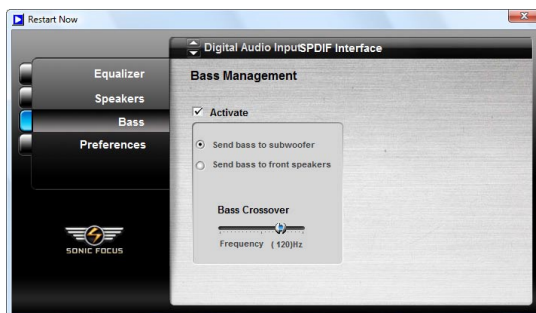 Restart Now
Digital Audio InputSPDIF Interface
Equalizer
Speakers
Bass
Preferences
SONIC FOCUS
Bass Management
Activate
Send bass to subwoofer
Send bass to front speakers
Bass Crossover
Frequency (120)Hz